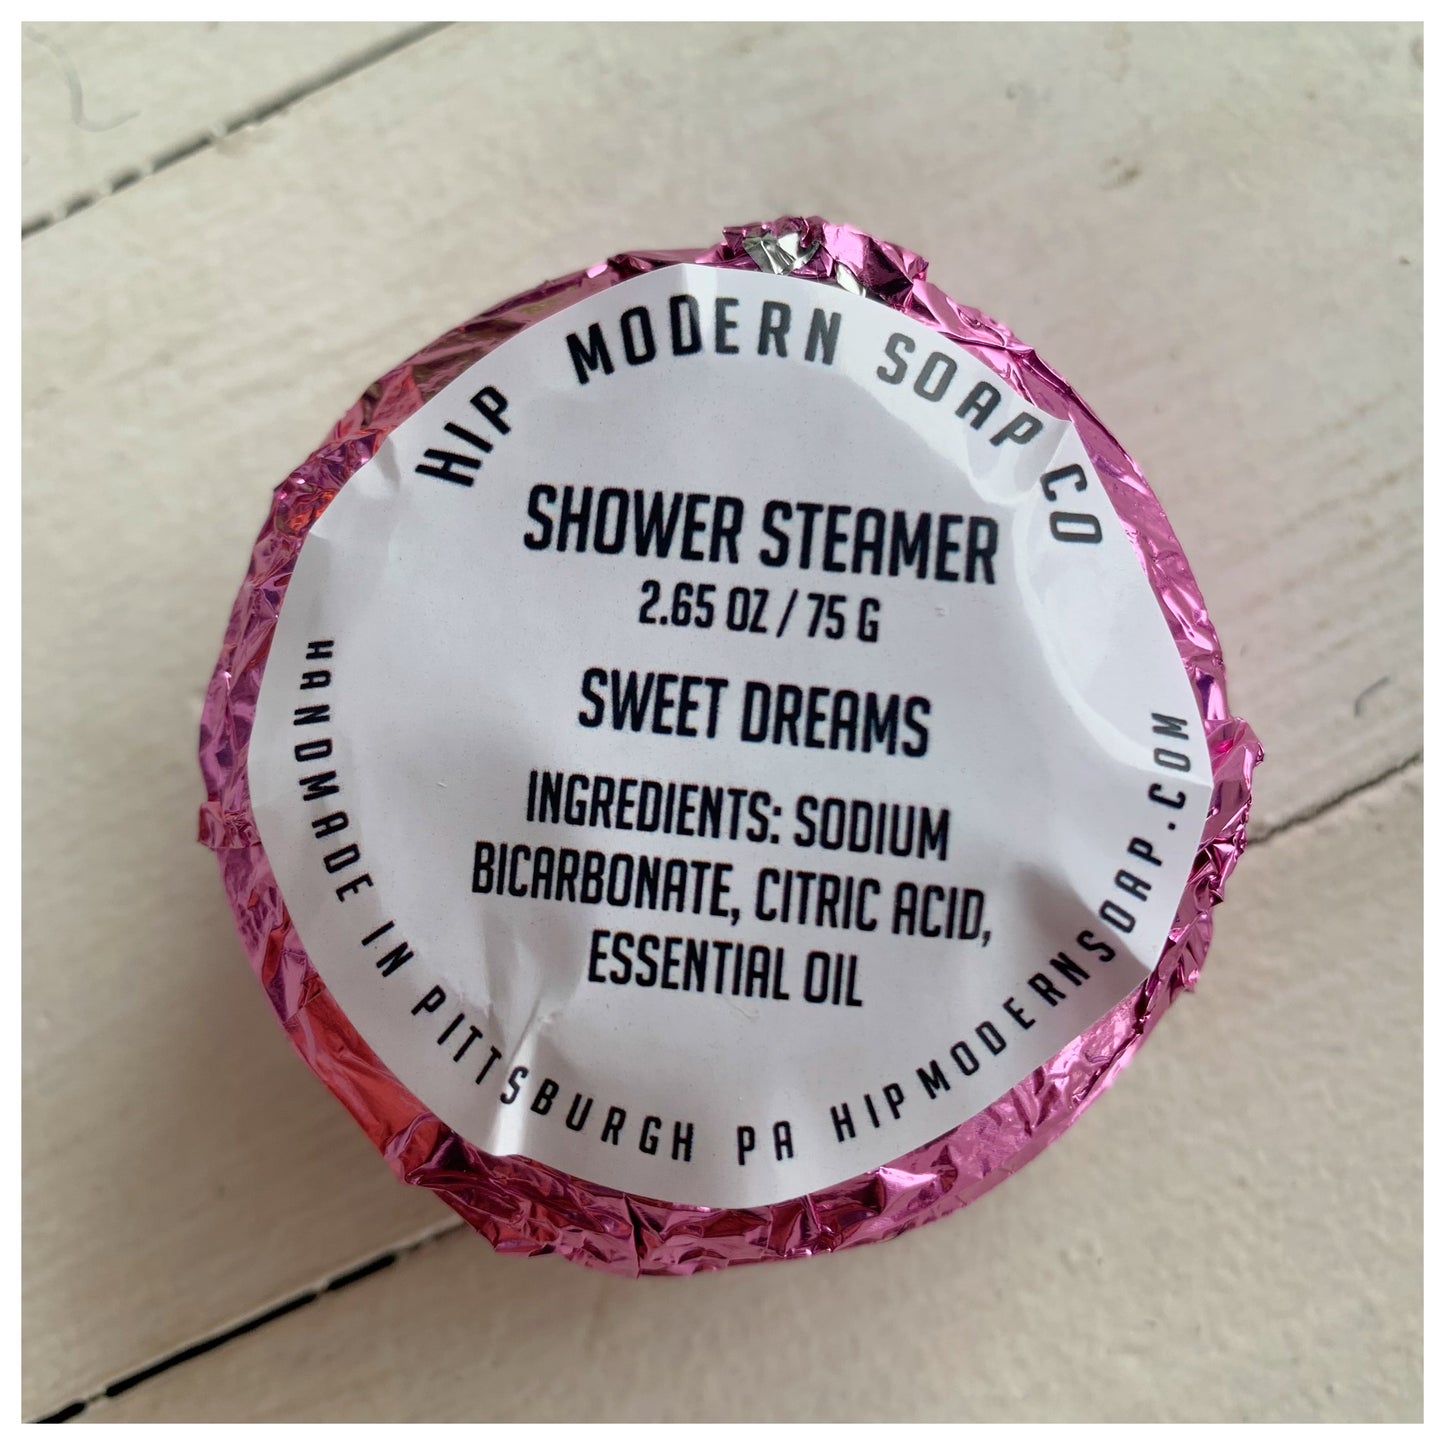 HIP MODERN SOAP CO
SHOWER STEAMER
2.65 OZ / 75 G
SWEET DREAMS
INGREDIENTS: SODIUM
BICARBONATE, CITRIC ACID,
ESSENTIAL OIL
HANDMADE IN PITTSBURGH PA HIPMODERNSOAP.COM